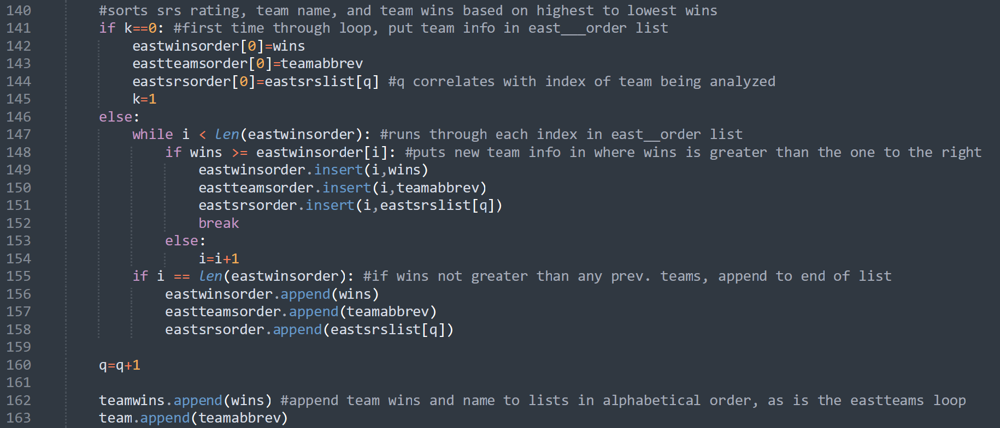 140 #sorts srs rating, team name, and team wins based on highest to lowest wins
141 if k==0: #first time through loop, put team info in east___order list
142 eastwinsorder[0]=wins
143 eastteamsorder[0]=teamabbrev
144 eastsrsorder[0]=eastsrslist[q] #q correlates with index of team being analyzed
145 k=1
146 else:
147 while i < len(eastwinsorder): #runs through each index in east__order list
148 if wins >= eastwinsorder[i]: #puts new team info in where wins is greater than the one to the right
149 eastwinsorder.insert(i,wins)
150 eastteamsorder.insert(i,teamabbrev)
151 eastsrsorder.insert(i,eastsrslist[q])
152 break
153 else:
154 i=i+1
155 if i == len(eastwinsorder): #if wins not greater than any prev. teams, append to end of list
156 eastwinsorder.append(wins)
157 eastteamsorder.append(teamabbrev)
158 eastsrsorder.append(eastsrslist[q])
159
160 q=q+1
161
162 teamwins.append(wins) #append team wins and name to lists in alphabetical order, as is the eastteams loop
163 team.append(teamabbrev)